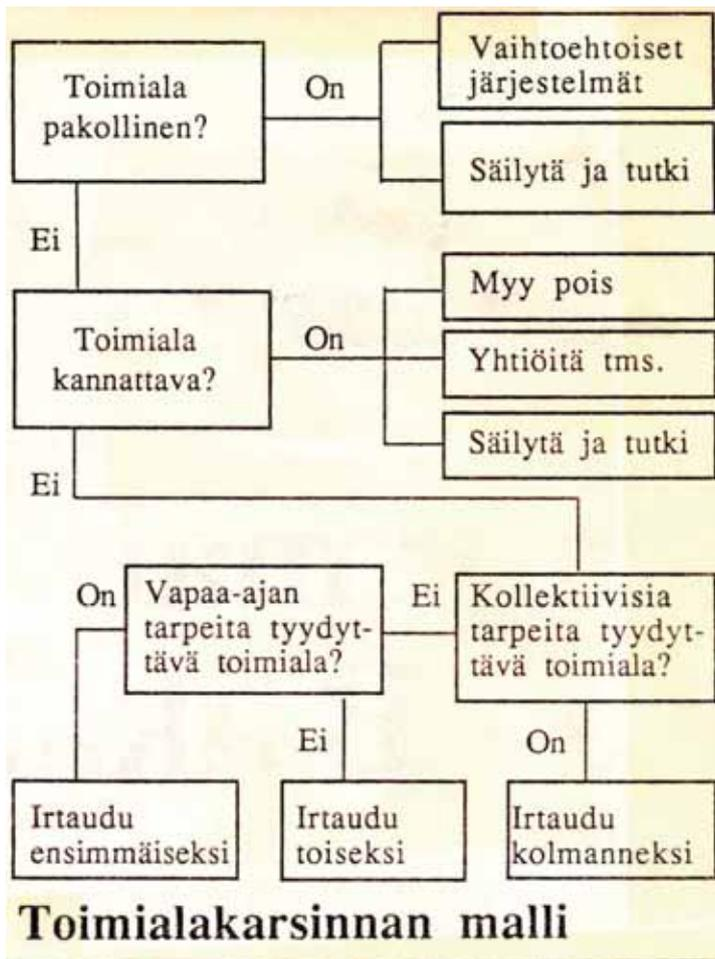 Toimiala
pakollinen?
On
Vaihtoehtoiset
järjestelmät
Säilytä ja tutki
Ei
Toimiala
kannattava?
On
Myy pois
Yhtiöitä tms.
Säilytä ja tutki
Ei
On
Vapaa-ajan
tarpeita tyydyt-
tävä toimiala?
Ei
Kollektiivisia
tarpeita tyydyt-
tävä toimiala?
Ei
On
Irtaudu
ensimmäiseksi
Irtaudu
toiseksi
Irtaudu
kolmanneksi
Toimialakarsinnan malli